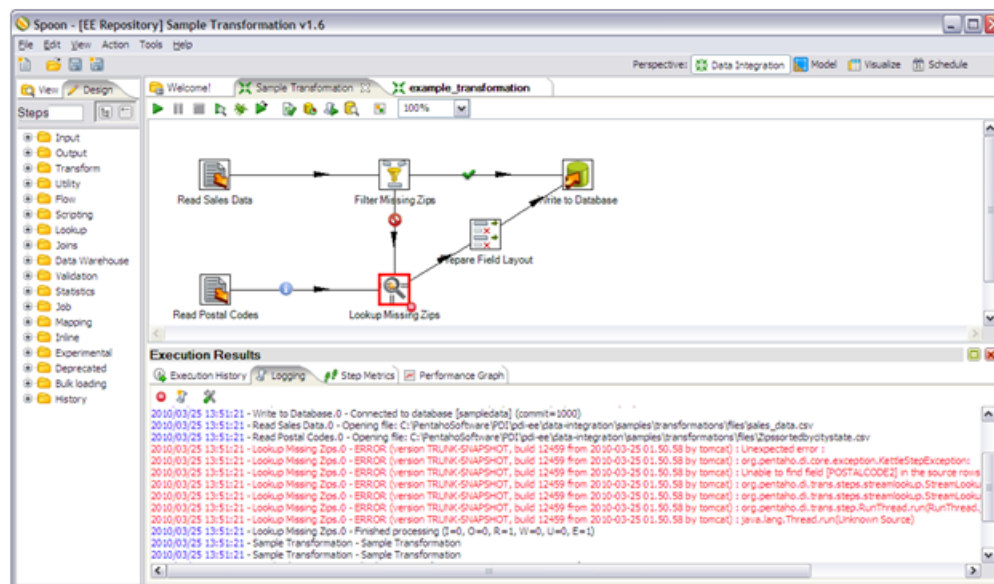 Spoon - [EE Repository] Sample Transformation v1.6
File Edit View Action Tools Help
Perspective: Data Integration Model Visualize Schedule
View Design
Welcome! Sample Transformation example_transformation
Steps
100%
Input
Output
Transform
Utility
Flow
Scripting
Lookup
Joins
Data Warehouse
Validation
Statistics
Job
Mapping
Inline
Experimental
Deprecated
Bulk loading
History
Read Sales Data
Filter Missing Zips
Write to Database
Prepare Field Layout
Read Postal Codes
Lookup Missing Zips
Execution Results
Execution History Logging Step Metrics Performance Graph
2010/03/25 13:51:21 - Write to Database.0 - Connected to database [sampledata] (commit=1000)
2010/03/25 13:51:21 - Read Sales Data.0 - Opening file: C:\PentahoSoftware\PDI\pdi-ee\data-integration\samples\transformations\files\sales_data.csv
2010/03/25 13:51:21 - Read Postal Codes.0 - Opening file: C:\PentahoSoftware\PDI\pdi-ee\data-integration\samples\transformations\files\Zipssortedbycitystate.csv
2010/03/25 13:51:21 - Lookup Missing Zips.0 - ERROR (version TRUNK-SNAPSHOT, build 12459 from 2010-03-25 01.50.58 by tomcat) : Unexpected error :
2010/03/25 13:51:21 - Lookup Missing Zips.0 - ERROR (version TRUNK-SNAPSHOT, build 12459 from 2010-03-25 01.50.58 by tomcat) : org.pentaho.di.core.exception.KettleStepException:
2010/03/25 13:51:21 - Lookup Missing Zips.0 - ERROR (version TRUNK-SNAPSHOT, build 12459 from 2010-03-25 01.50.58 by tomcat) : Unable to find field [POSTALCODE2] in the source rows
2010/03/25 13:51:21 - Lookup Missing Zips.0 - ERROR (version TRUNK-SNAPSHOT, build 12459 from 2010-03-25 01.50.58 by tomcat) : org.pentaho.di.trans.steps.streamlookup.StreamLooku
2010/03/25 13:51:21 - Lookup Missing Zips.0 - ERROR (version TRUNK-SNAPSHOT, build 12459 from 2010-03-25 01.50.58 by tomcat) : org.pentaho.di.trans.steps.streamlookup.StreamLooku
2010/03/25 13:51:21 - Lookup Missing Zips.0 - ERROR (version TRUNK-SNAPSHOT, build 12459 from 2010-03-25 01.50.58 by tomcat) : org.pentaho.di.trans.step.RunThread.run(RunThread.
2010/03/25 13:51:21 - Lookup Missing Zips.0 - ERROR (version TRUNK-SNAPSHOT, build 12459 from 2010-03-25 01.50.58 by tomcat) : java.lang.Thread.run(Unknown Source)
2010/03/25 13:51:21 - Lookup Missing Zips.0 - Finished processing (I=0, O=0, R=1, W=0, U=0, E=1)
2010/03/25 13:51:21 - Sample Transformation - Sample Transformation
2010/03/25 13:51:21 - Sample Transformation - Sample Transformation